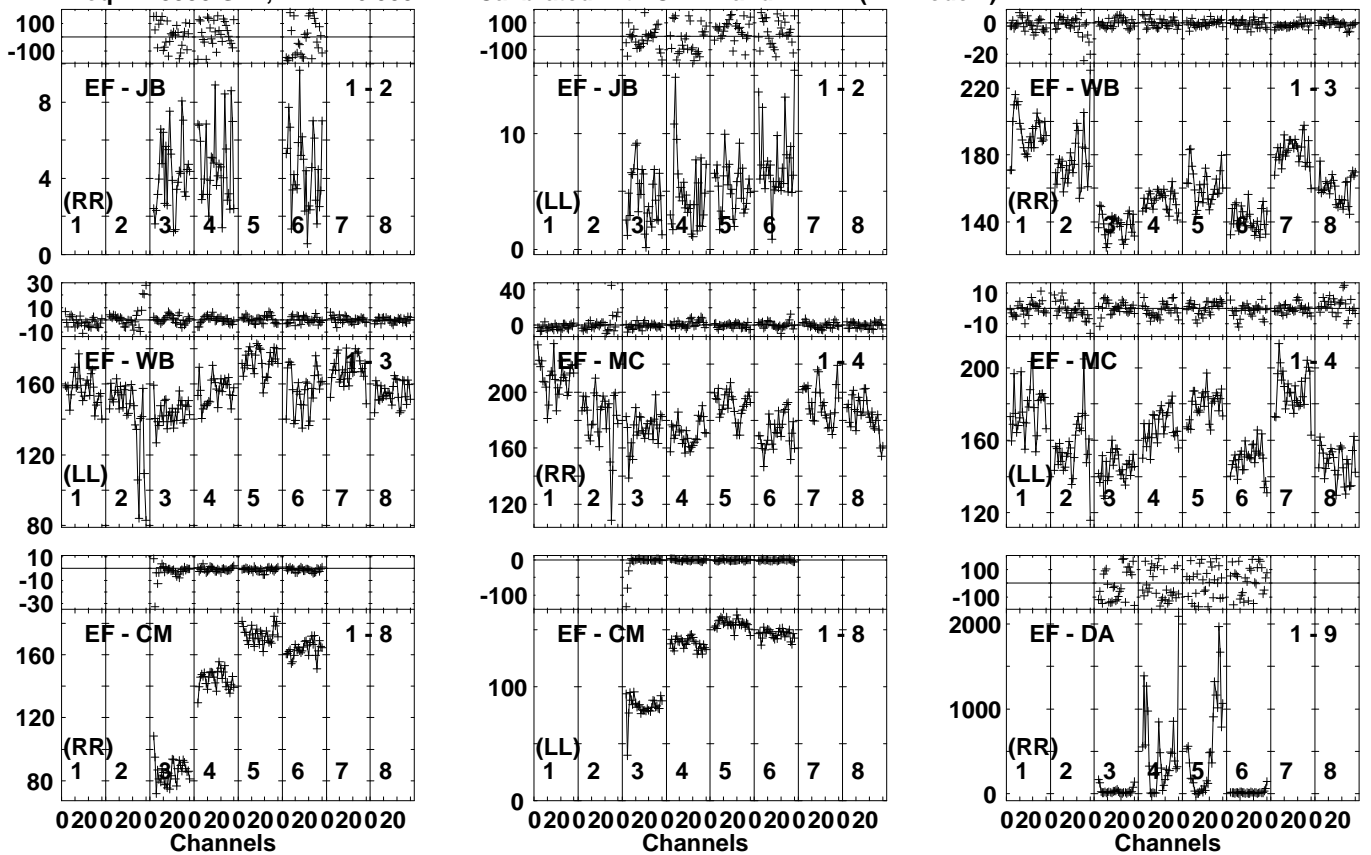 100
-100
EF - JB 1 - 2
8
4
0
(RR)
1 2 3 4 5 6 7 8
100
-100
EF - JB 1 - 2
10
0
(LL)
1 2 3 4 5 6 7 8
0
-20
EF - WB 1 - 3
220
180
140
(RR)
1 2 3 4 5 6 7 8
30
10
-10
EF - WB 1 - 3
160
120
80
(LL)
1 2 3 4 5 6 7 8
40
0
EF - MC 1 - 4
200
160
120
(RR)
1 2 3 4 5 6 7 8
10
-10
EF - MC 1 - 4
200
160
120
(LL)
1 2 3 4 5 6 7 8
10
-10
-30
EF - CM 1 - 8
160
120
80
(RR)
1 2 3 4 5 6 7 8
0 20 0 20 0 20 0 20 0 20 0 20 0 20 0 20
Channels
0
-100
EF - CM 1 - 8
100
0
(LL)
1 2 3 4 5 6 7 8
0 20 0 20 0 20 0 20 0 20 0 20 0 20 0 20
Channels
100
-100
EF - DA 1 - 9
2000
1000
0
(RR)
1 2 3 4 5 6 7 8
0 20 0 20 0 20 0 20 0 20 0 20 0 20 0 20
Channels